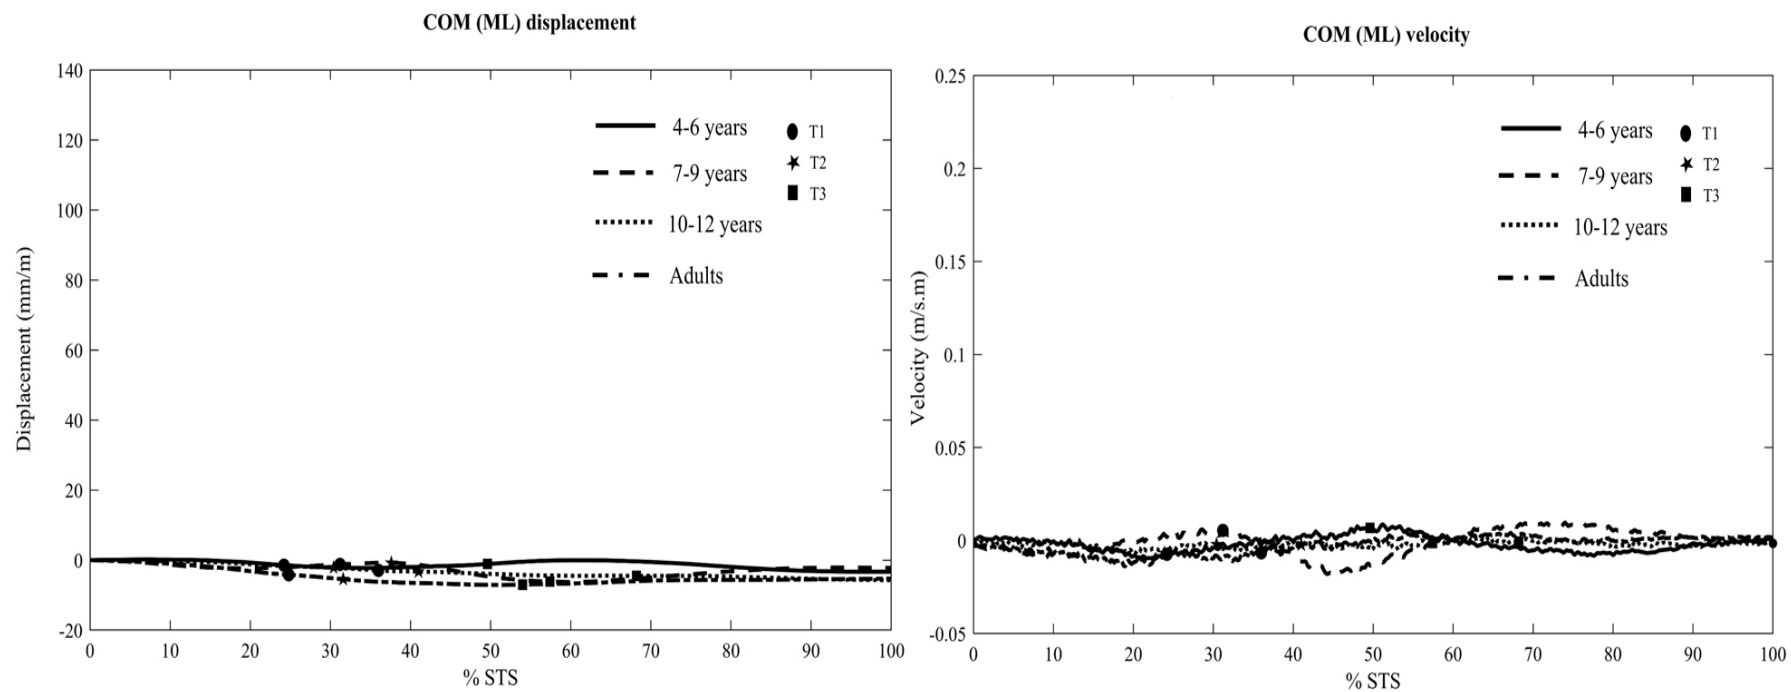 COM (ML) displacement
140
120
100
80
60
40
20
0
-20
Displacement (mm/m)
4-6 years
7-9 years
10-12 years
Adults
T1
T2
T3
0 10 20 30 40 50 60 70 80 90 100
% STS
COM (ML) velocity
0.25
0.2
0.15
0.1
0.05
0
-0.05
Velocity (m/s.m)
4-6 years
7-9 years
10-12 years
Adults
T1
T2
T3
0 10 20 30 40 50 60 70 80 90 100
% STS